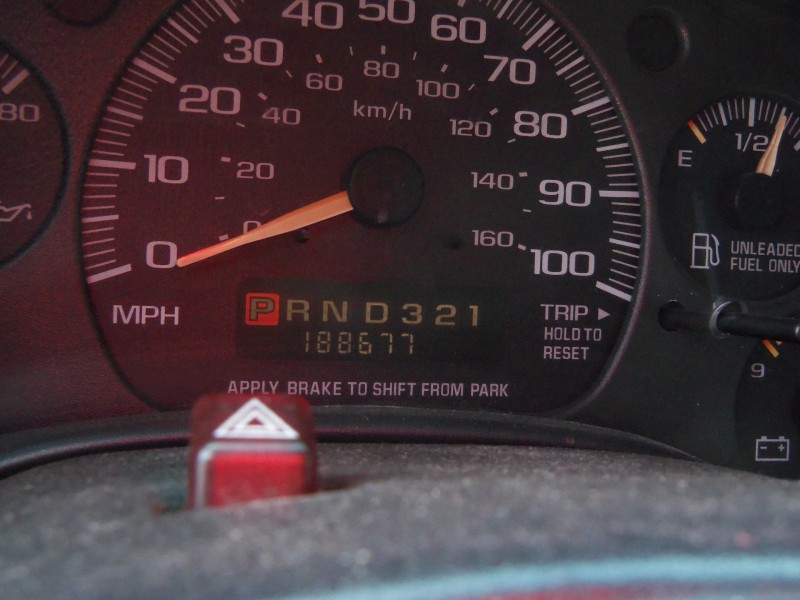 40 50 60
30 70
60 80 100
20 40 km/h 120 80
80
10 20 140 90
0 0 160 100
MPH
PRND321
188677
TRIP
HOLD TO
RESET
APPLY BRAKE TO SHIFT FROM PARK
1/2
E
UNLEADED
FUEL ONLY
9
- +